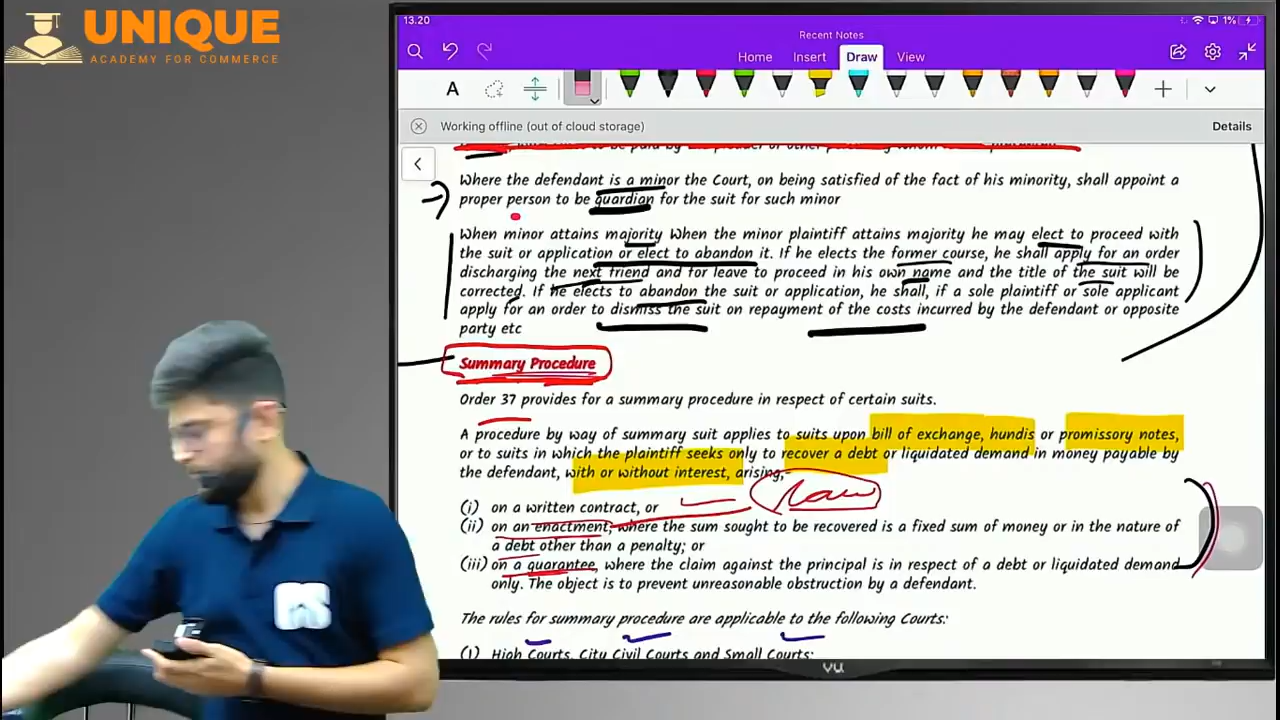 UNIQUE
ACADEMY FOR COMMERCE
13.20
1%
Recent Notes
Home Insert Draw View
A
Working offline (out of cloud storage)
Details
Where the defendant is a minor the Court, on being satisfied of the fact of his minority, shall appoint a
proper person to be guardian for the suit for such minor
When minor attains majority When the minor plaintiff attains majority he may elect to proceed with
the suit or application or elect to abandon it. If he elects the former course, he shall apply for an order
discharging the next friend and for leave to proceed in his own name and the title of the suit will be
corrected. If he elects to abandon the suit or application, he shall, if a sole plaintiff or sole applicant
apply for an order to dismiss the suit on repayment of the costs incurred by the defendant or opposite
party etc
Summary Procedure
Order 37 provides for a summary procedure in respect of certain suits.
A procedure by way of summary suit applies to suits upon bill of exchange, hundis or promissory notes,
or to suits in which the plaintiff seeks only to recover a debt or liquidated demand in money payable by
the defendant, with or without interest, arising,-
(i) on a written contract, or
(ii) on an enactment, where the sum sought to be recovered is a fixed sum of money or in the nature of
a debt other than a penalty; or
(iii) on a guarantee, where the claim against the principal is in respect of a debt or liquidated demand
only. The object is to prevent unreasonable obstruction by a defendant.
The rules for summary procedure are applicable to the following Courts:
(1) High Courts, City Civil Courts and Small Courts;
VU